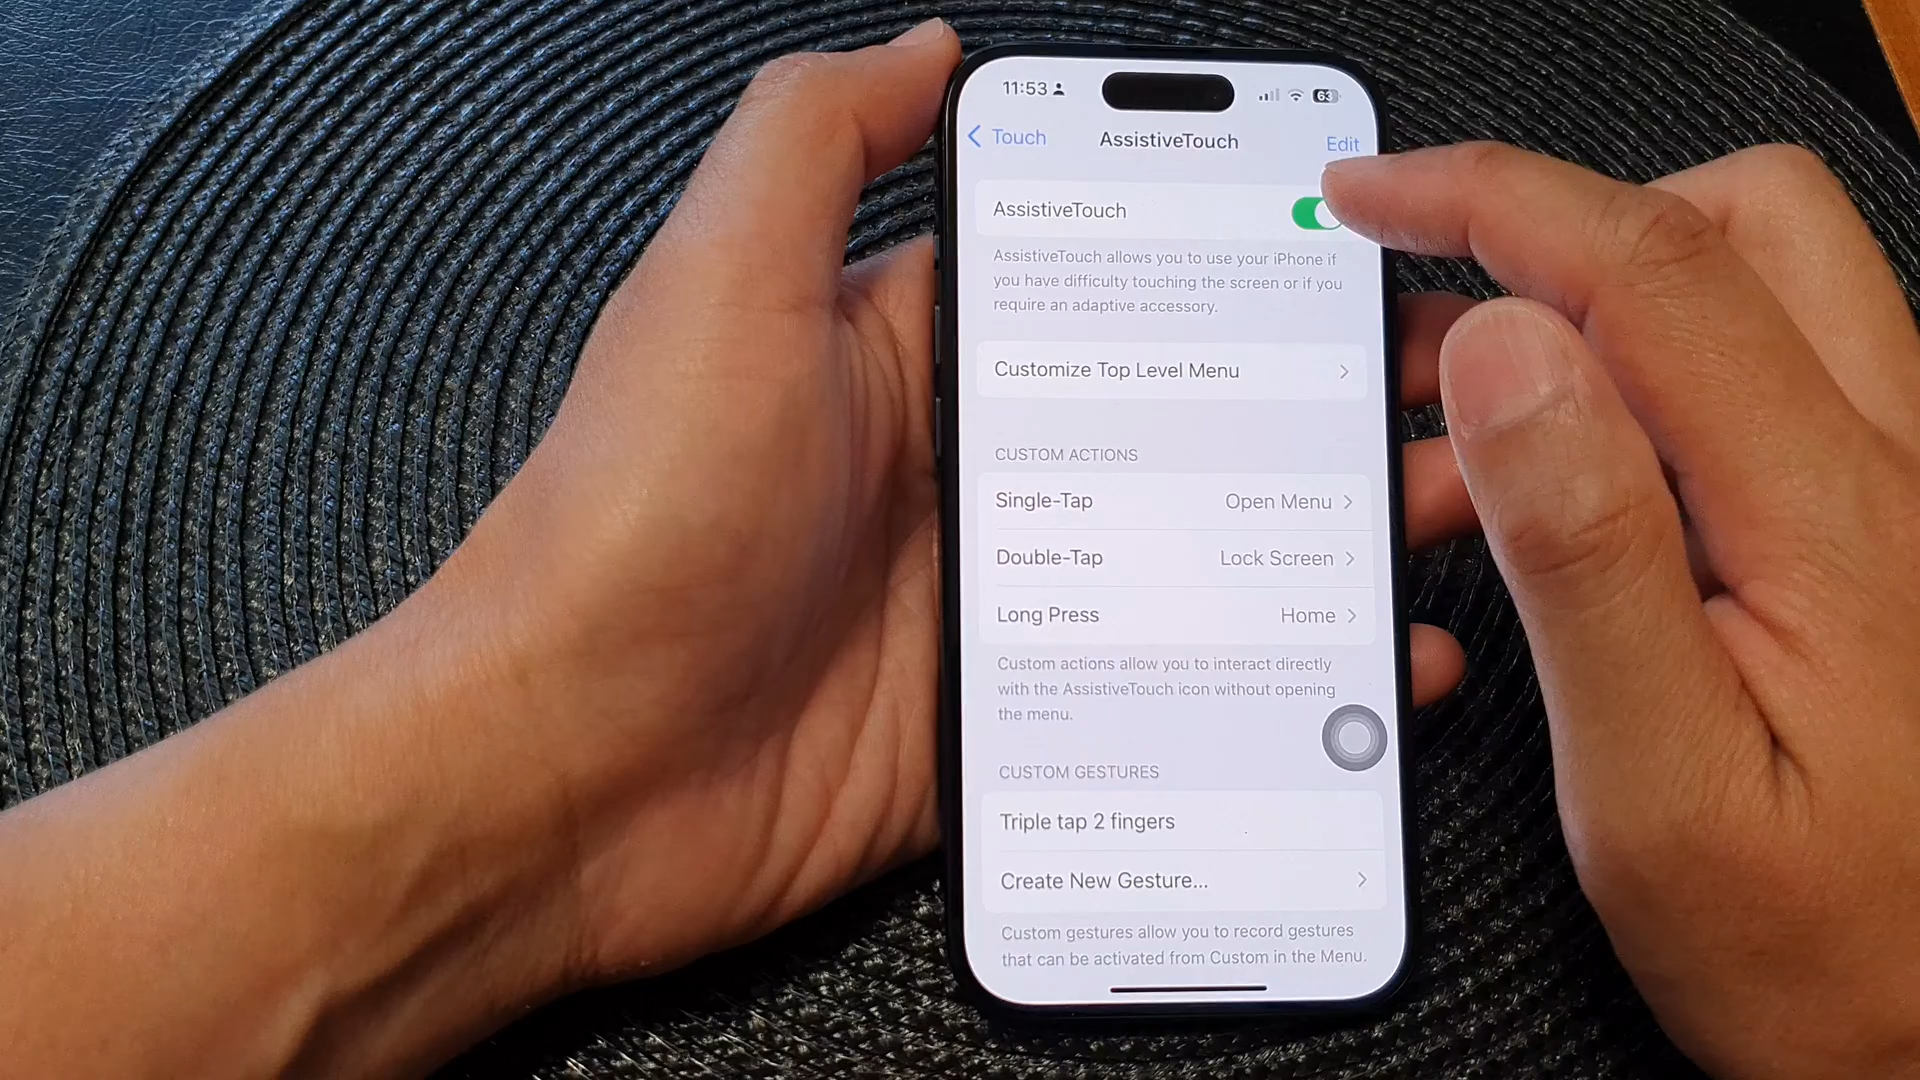 11:53
63
Touch
AssistiveTouch
Edit
AssistiveTouch
AssistiveTouch allows you to use your iPhone if
you have difficulty touching the screen or if you
require an adaptive accessory.
Customize Top Level Menu
CUSTOM ACTIONS
Single-Tap Open Menu
Double-Tap Lock Screen
Long Press Home
Custom actions allow you to interact directly
with the AssistiveTouch icon without opening
the menu.
CUSTOM GESTURES
Triple tap 2 fingers
Create New Gesture...
Custom gestures allow you to record gestures
that can be activated from Custom in the Menu.